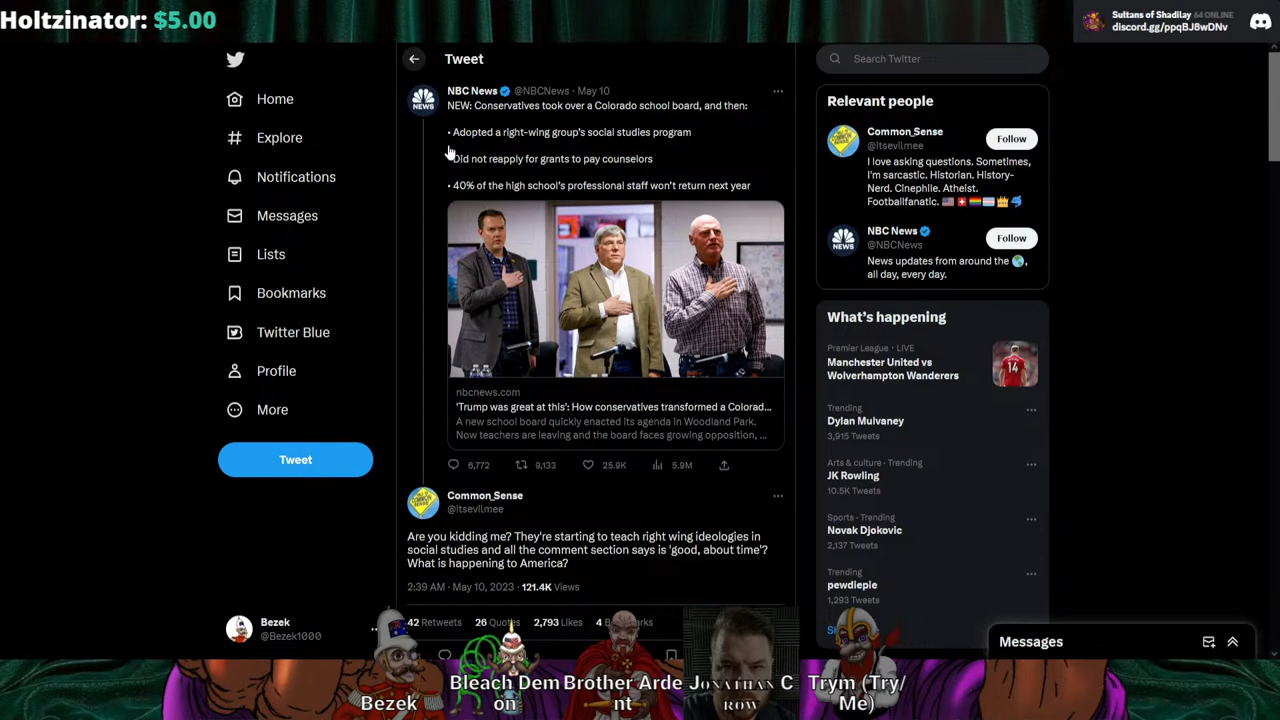 Holtzinator: $5.00
Sultans of Shadilay 64 ONLINE
discord.gg/ppqBJ8wDNv
Home
Explore
Notifications
Messages
Lists
Bookmarks
Twitter Blue
Profile
More
Tweet
Bezek
@Bezek1000
Tweet
NBC News @NBCNews · May 10
NEW: Conservatives took over a Colorado school board, and then:
• Adopted a right-wing group's social studies program
Did not reapply for grants to pay counselors
• 40% of the high school's professional staff won't return next year
nbcnews.com
'Trump was great at this': How conservatives transformed a Colorad...
A new school board quickly enacted its agenda in Woodland Park.
Now teachers are leaving and the board faces growing opposition, ...
6,772 9,133 25.9K 5.9M
Common_Sense
@itsevilmee
Are you kidding me? They're starting to teach right wing ideologies in
social studies and all the comment section says is 'good, about time'?
What is happening to America?
2:39 AM · May 10, 2023 · 121.4K Views
42 Retweets 26 2,793 Likes
Search Twitter
Relevant people
Common_Sense
@itsevilmee
Follow
I love asking questions. Sometimes,
I'm sarcastic. Historian. History-
Nerd. Cinephile. Atheist.
Footballfanatic.
NBC News
@NBCNews
Follow
News updates from around the
all day, every day.
What's happening
Premier League · LIVE
Manchester United vs
Wolverhampton Wanderers
14
Trending
Dylan Mulvaney
3,915 Tweets
Arts & culture · Trending
JK Rowling
10.5K Tweets
Sports · Trending
Novak Djokovic
2,137 Tweets
Trending
pewdiepie
1,293 Tweets
Messages
Bezek
Bleach Dem
on
Brother Arde
nt
Jonathan C
row
Trym (Try/
Me)